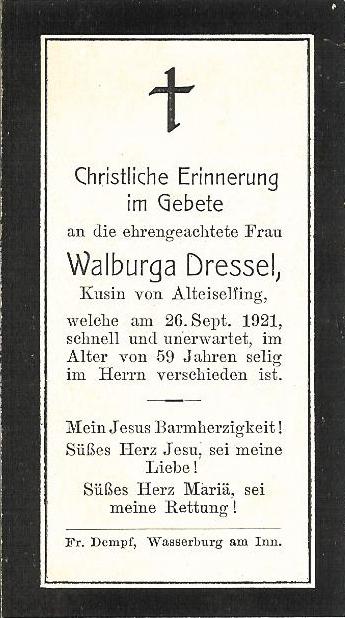 Christliche Erinnerung
im Gebete
an die ehrengeachtete Frau
Walburga Dressel,
Kusin von Alteiselfing,
welche am 26. Sept. 1921,
schnell und unerwartet, im
Alter von 59 Jahren selig
im Herrn verschieden ist.
Mein Jesus Barmherzigkeit!
Süßes Herz Jesu, sei meine
Liebe!
Süßes Herz Mariä, sei
meine Rettung!
Fr. Dempf, Wasserburg am Inn.